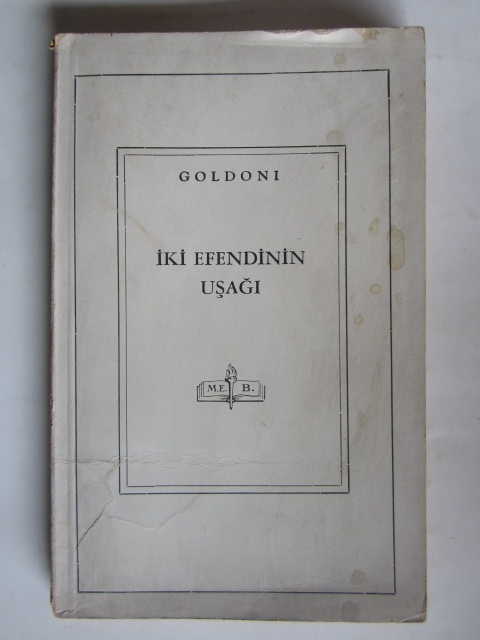 GOLDONI
İKİ EFENDİNİN
UŞAĞI
M.E. B.